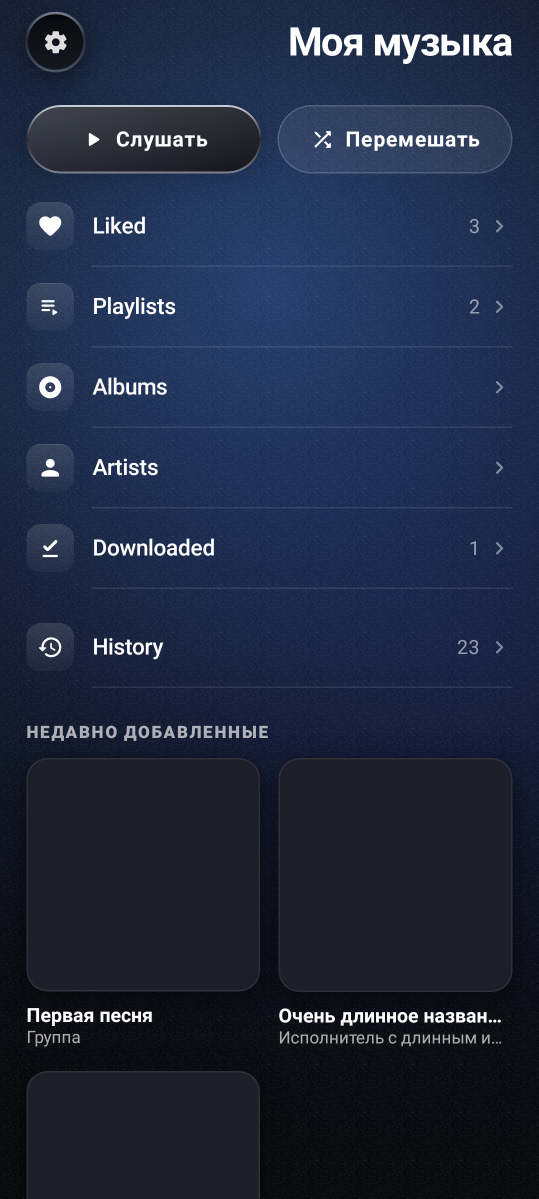 Моя музыка
Слушать
Перемешать
Liked 3
Playlists 2
Albums
Artists
Downloaded 1
History 23
НЕДАВНО ДОБАВЛЕННЫЕ
Первая песня
Группа
Очень длинное назван...
Исполнитель с длинным и...